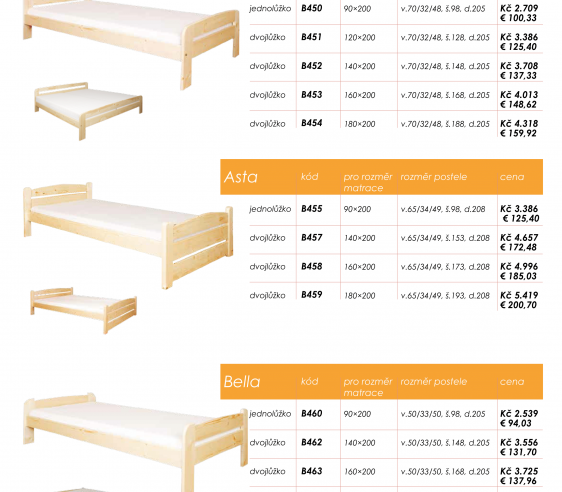 jednolůžko B450 90×200 v.70/32/48, š.98, d.205 Kč 2.709
€ 100,33
dvojlůžko B451 120×200 v.70/32/48, š.128, d.205 Kč 3.386
€ 125,40
dvojlůžko B452 140×200 v.70/32/48, š.148, d.205 Kč 3.708
€ 137,33
dvojlůžko B453 160×200 v.70/32/48, š.168, d.205 Kč 4.013
€ 148,62
dvojlůžko B454 180×200 v.70/32/48, š.188, d.205 Kč 4.318
€ 159,92
Asta kód pro rozměr rozměr postele cena
matrace
jednolůžko B455 90×200 v.65/34/49, š.98, d.208 Kč 3.386
€ 125,40
dvojlůžko B457 140×200 v.65/34/49, š.153, d.208 Kč 4.657
€ 172,48
dvojlůžko B458 160×200 v.65/34/49, š.173, d.208 Kč 4.996
€ 185,03
dvojlůžko B459 180×200 v.65/34/49, š.193, d.208 Kč 5.419
€ 200,70
Bella kód pro rozměr rozměr postele cena
matrace
jednolůžko B460 90×200 v.50/33/50, š.98, d.205 Kč 2.539
€ 94,03
dvojlůžko B462 140×200 v.50/33/50, š.148, d.205 Kč 3.556
€ 131,70
dvojlůžko B463 160×200 v.50/33/50, š.168, d.205 Kč 3.725
€ 137,96